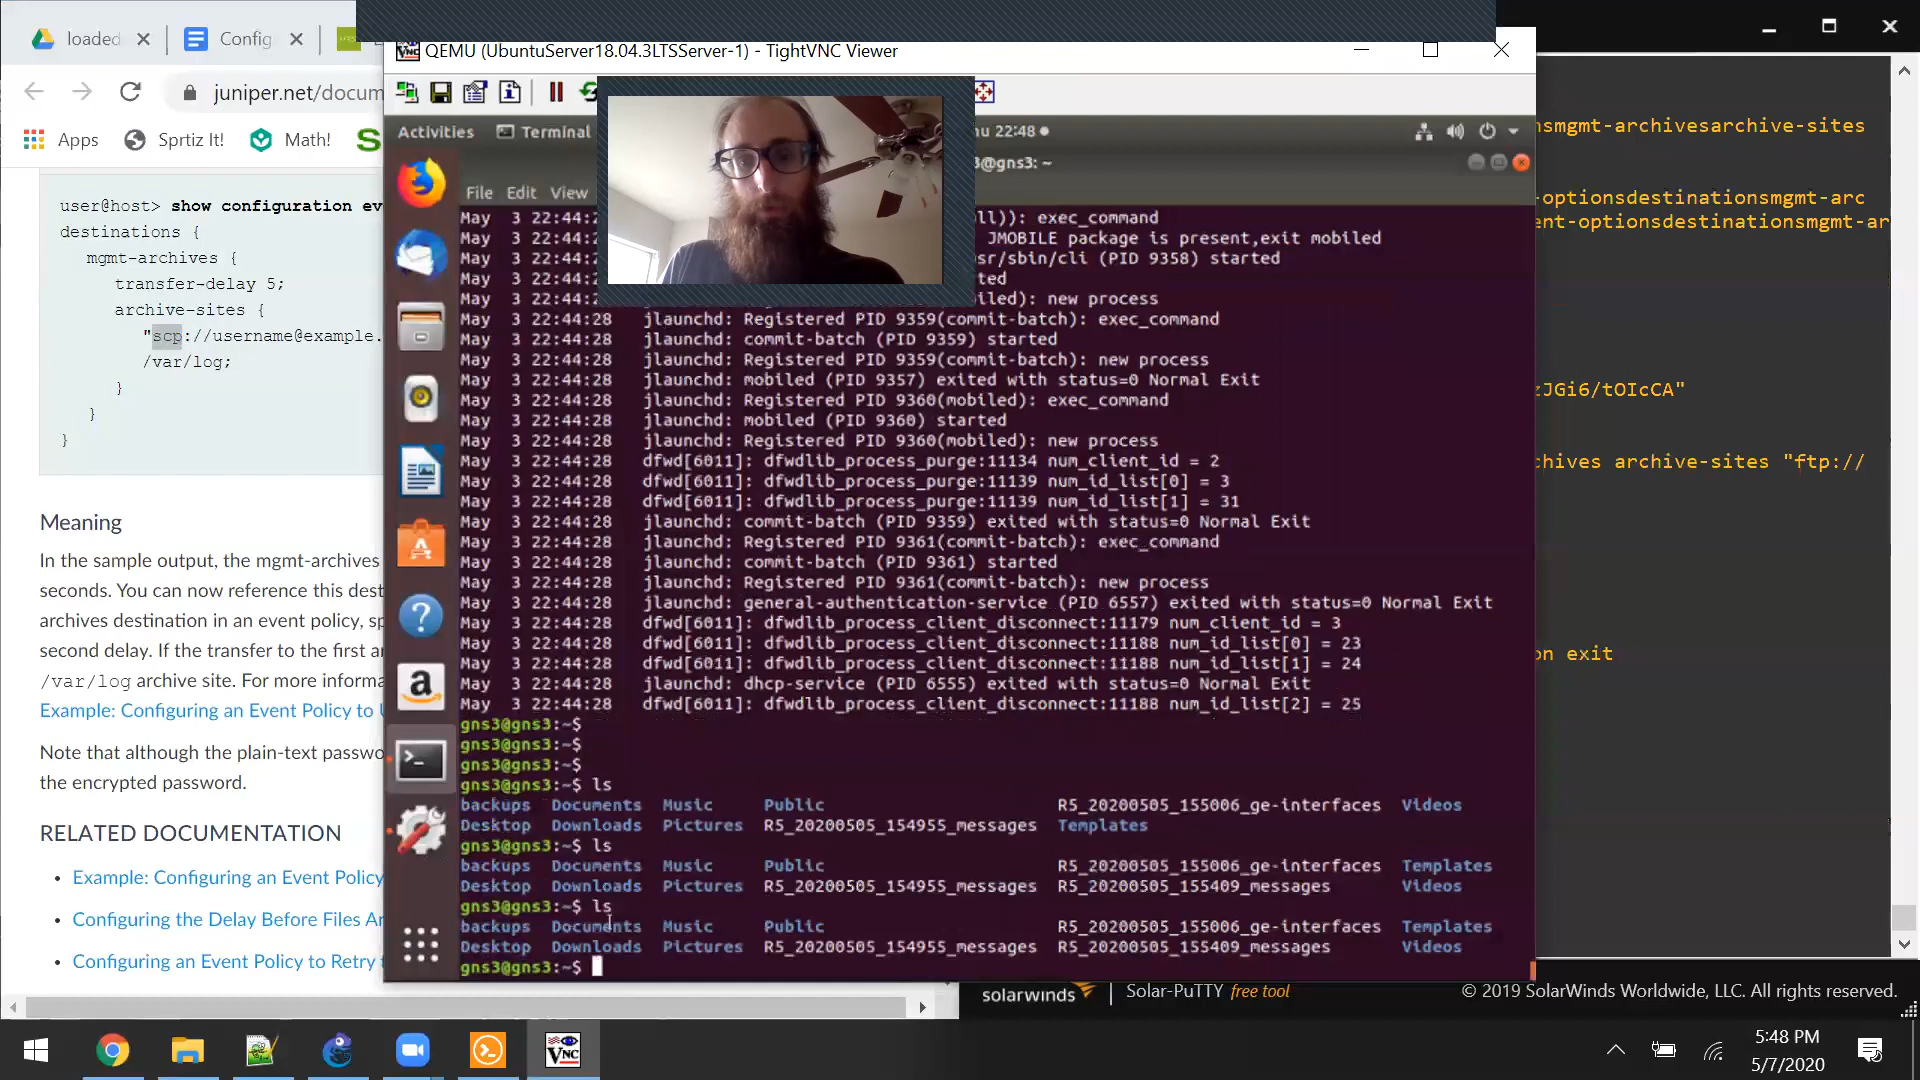 loaded
Config
QEMU (UbuntuServer18.04.3LTSServer-1) - TightVNC Viewer
juniper.net/docum
Apps
Sprtiz It!
Math!
Activities
Terminal
22:48
3@gns3: ~
File Edit View
user@host> show configuration ev
destinations {
mgmt-archives {
transfer-delay 5;
archive-sites {
"scp://username@example.
/var/log;
}
}
}
Meaning
In the sample output, the mgmt-archives
seconds. You can now reference this dest
archives destination in an event policy, sp
second delay. If the transfer to the first ar
/var/log archive site. For more informa
Example: Configuring an Event Policy to U
Note that although the plain-text passwo
the encrypted password.
RELATED DOCUMENTATION
• Example: Configuring an Event Policy
• Configuring the Delay Before Files Ar
• Configuring an Event Policy to Retry t
May 3 22:44:2 ll)): exec_command
May 3 22:44:2 JMOBILE package is present,exit mobiled
May 3 22:44:2 sr/sbin/cli (PID 9358) started
May 3 22:44:2 ted
May 3 22:44:2 iled): new process
May 3 22:44:28 jlaunchd: Registered PID 9359(commit-batch): exec_command
May 3 22:44:28 jlaunchd: commit-batch (PID 9359) started
May 3 22:44:28 jlaunchd: Registered PID 9359(commit-batch): new process
May 3 22:44:28 jlaunchd: mobiled (PID 9357) exited with status=0 Normal Exit
May 3 22:44:28 jlaunchd: Registered PID 9360(mobiled): exec_command
May 3 22:44:28 jlaunchd: mobiled (PID 9360) started
May 3 22:44:28 jlaunchd: Registered PID 9360(mobiled): new process
May 3 22:44:28 dfwd[6011]: dfwdlib_process_purge:11134 num_client_id = 2
May 3 22:44:28 dfwd[6011]: dfwdlib_process_purge:11139 num_id_list[0] = 3
May 3 22:44:28 dfwd[6011]: dfwdlib_process_purge:11139 num_id_list[1] = 31
May 3 22:44:28 jlaunchd: commit-batch (PID 9359) exited with status=0 Normal Exit
May 3 22:44:28 jlaunchd: Registered PID 9361(commit-batch): exec_command
May 3 22:44:28 jlaunchd: commit-batch (PID 9361) started
May 3 22:44:28 jlaunchd: Registered PID 9361(commit-batch): new process
May 3 22:44:28 jlaunchd: general-authentication-service (PID 6557) exited with status=0 Normal Exit
May 3 22:44:28 dfwd[6011]: dfwdlib_process_client_disconnect:11179 num_client_id = 3
May 3 22:44:28 dfwd[6011]: dfwdlib_process_client_disconnect:11188 num_id_list[0] = 23
May 3 22:44:28 dfwd[6011]: dfwdlib_process_client_disconnect:11188 num_id_list[1] = 24
May 3 22:44:28 jlaunchd: dhcp-service (PID 6555) exited with status=0 Normal Exit
May 3 22:44:28 dfwd[6011]: dfwdlib_process_client_disconnect:11188 num_id_list[2] = 25
gns3@gns3:~$
gns3@gns3:~$
gns3@gns3:~$
gns3@gns3:~$ ls
backups Documents Music Public R5_20200505_155006_ge-interfaces Videos
Desktop Downloads Pictures R5_20200505_154955_messages Templates
gns3@gns3:~$ ls
backups Documents Music Public R5_20200505_155006_ge-interfaces Templates
Desktop Downloads Pictures R5_20200505_154955_messages R5_20200505_155409_messages Videos
gns3@gns3:~$ ls
backups Documents Music Public R5_20200505_155006_ge-interfaces Templates
Desktop Downloads Pictures R5_20200505_154955_messages R5_20200505_155409_messages Videos
gns3@gns3:~$
smgmt-archivesarchive-sites
-optionsdestinationsmgmt-arc
ent-optionsdestinationsmgmt-ar
zJGi6/tOIcCA"
chives archive-sites "ftp://
on exit
solarwinds | Solar-PuTTY free tool
© 2019 SolarWinds Worldwide, LLC. All rights reserved.
5:48 PM
5/7/2020